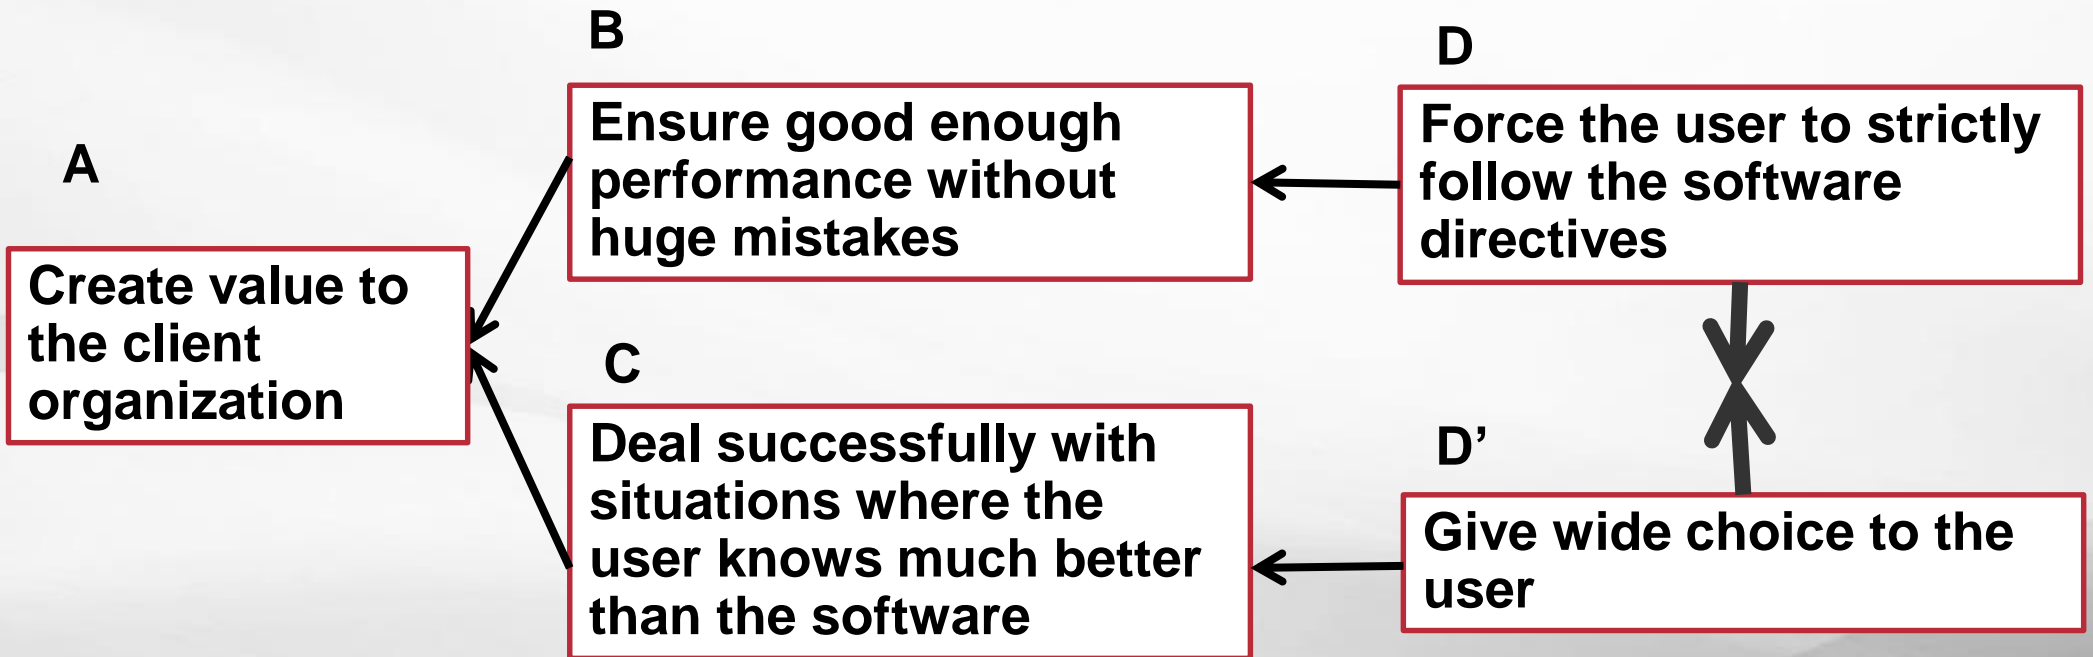 A
Create value to
the client
organization
B
Ensure good enough
performance without
huge mistakes
C
Deal successfully with
situations where the
user knows much better
than the software
D
Force the user to strictly
follow the software
directives
D’
Give wide choice to the
user